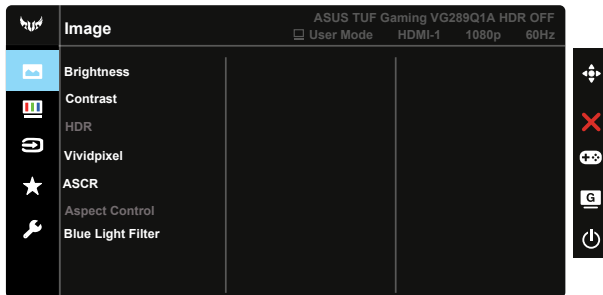 ASUS TUF Gaming VG289Q1A HDR OFF
Image
User Mode HDMI-1 1080p 60Hz
Brightness
Contrast
HDR
Vividpixel
ASCR
Aspect Control
Blue Light Filter
G